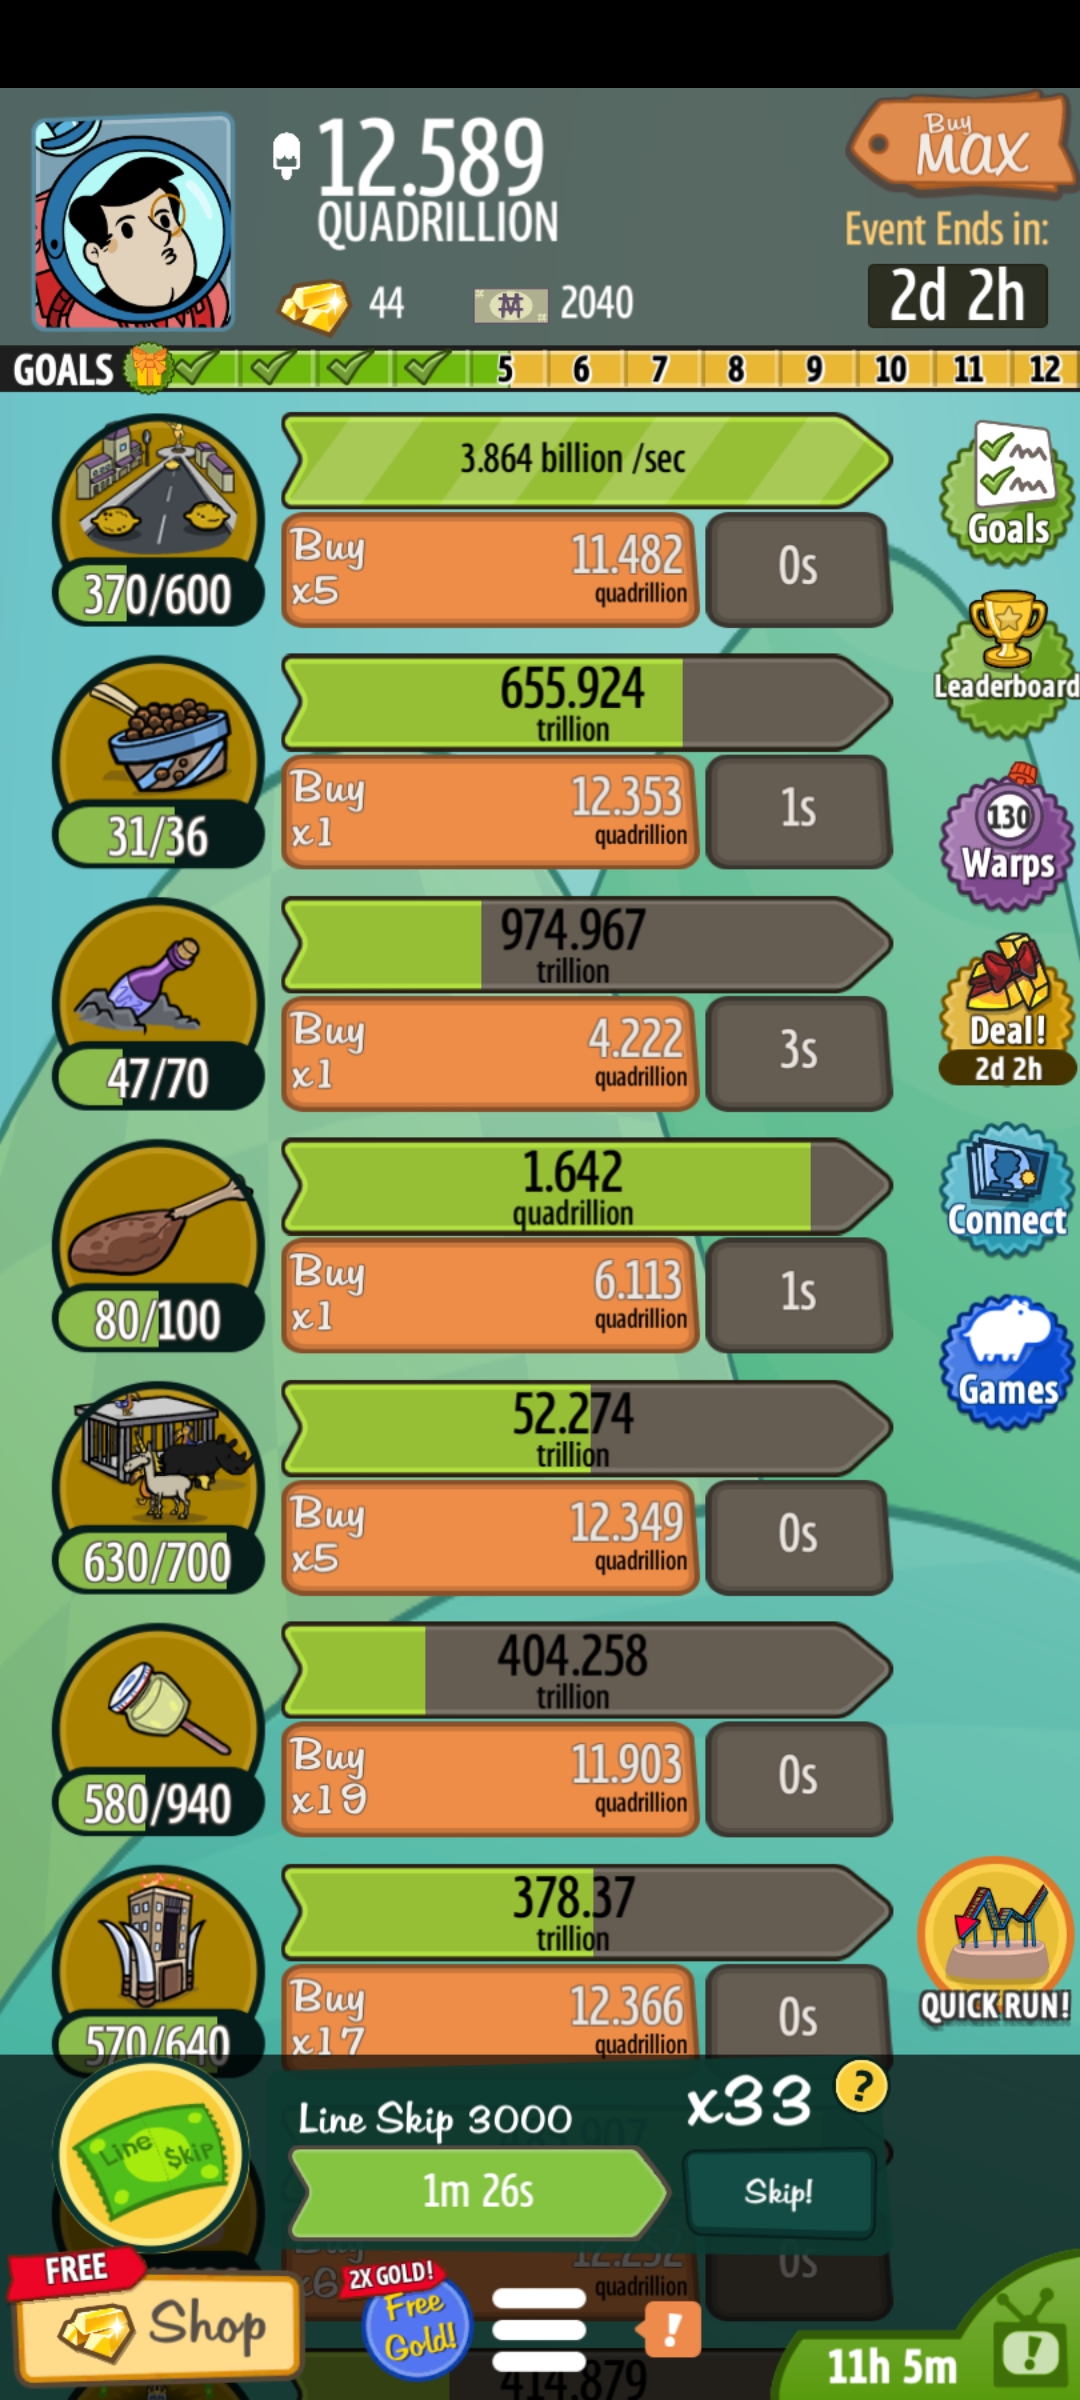 12.589
QUADRILLION
Buy
MAX
Event Ends in:
44
2040
2d 2h
GOALS
5 6 7 8 9 10 11 12
3.864 billion /sec
Buy
x5
11.482
quadrillion
0s
370/600
Goals
Leaderboard
655.924
trillion
Buy
x1
12.353
quadrillion
1s
31/36
130
Warps
974.967
trillion
Buy
x1
4.222
quadrillion
3s
47/70
Deal!
2d 2h
1.642
quadrillion
Buy
x1
6.113
quadrillion
1s
80/100
Connect
Games
52.274
trillion
Buy
x5
12.349
quadrillion
0s
630/700
404.258
trillion
Buy
x19
11.903
quadrillion
0s
580/940
378.37
trillion
Buy
x17
12.366
quadrillion
0s
570/640
QUICK RUN!
Line Skip
Line Skip 3000
x33
?
1m 26s
Skip!
Buy
x6
12.252
quadrillion
0s
FREE
Shop
2X GOLD!
Free
Gold!
!
414.879
11h 5m
!